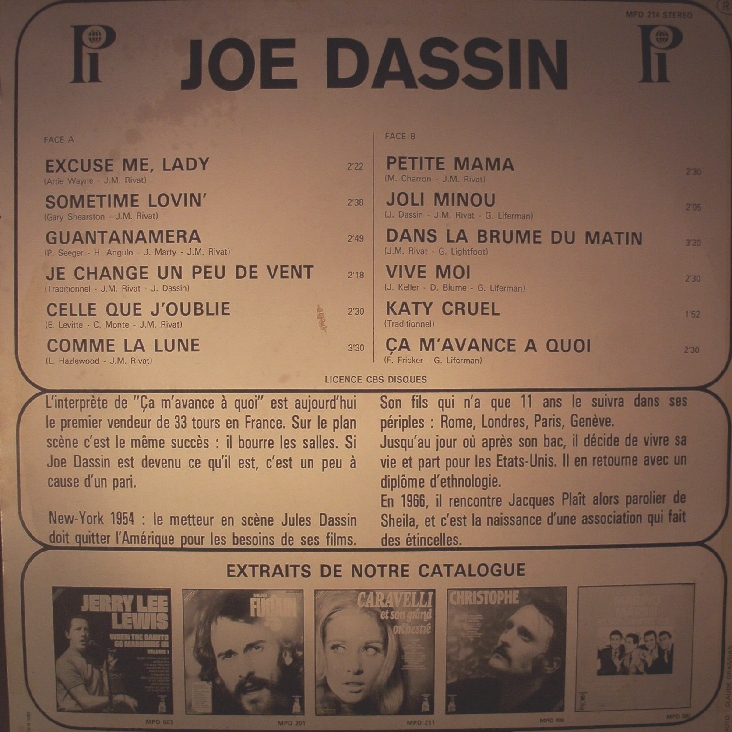 MPD 214 STEREO
Pi JOE DASSIN Pi
FACE A
EXCUSE ME, LADY 2'22
(Artie Wayne - J.M. Rivat)
SOMETIME LOVIN' 2'38
(Gary Shearston - J.M. Rivat)
GUANTANAMERA 2'49
(P. Seeger - H. Angulo - J. Marty - J.M. Rivat)
JE CHANGE UN PEU DE VENT 2'18
(Traditionnel - J.M. Rivat - J. Dassin)
CELLE QUE J'OUBLIE 2'30
(E. Levitte - C. Monte - J.M. Rivat)
COMME LA LUNE 3'30
(L. Hazlewood - J.M. Rivat)
FACE B
PETITE MAMA 2'30
(M. Charron - J.M. Rivat)
JOLI MINOU 2'05
(J. Dassin - J.M. Rivat - G. Liferman)
DANS LA BRUME DU MATIN 3'20
(J.M. Rivat - G. Lightfoot)
VIVE MOI 2'30
(J. Keller - D. Blume - G. Liferman)
KATY CRUEL 1'52
(Traditionnel)
ÇA M'AVANCE A QUOI 2'30
(F. Fricker - G. Liferman)
LICENCE CBS DISQUES
L'interprète de "Ça m'avance à quoi" est aujourd'hui
le premier vendeur de 33 tours en France. Sur le plan
scène c'est le même succès : il bourre les salles. Si
Joe Dassin est devenu ce qu'il est, c'est un peu à
cause d'un pari.
New-York 1954 : le metteur en scène Jules Dassin
doit quitter l'Amérique pour les besoins de ses films.
Son fils qui n'a que 11 ans le suivra dans ses
périples : Rome, Londres, Paris, Genève.
Jusqu'au jour où après son bac, il décide de vivre sa
vie et part pour les Etats-Unis. Il en retourne avec un
diplôme d'ethnologie.
En 1966, il rencontre Jacques Plaît alors parolier de
Sheila, et c'est la naissance d'une association qui fait
des étincelles.
EXTRAITS DE NOTRE CATALOGUE
JERRY LEE
LEWIS
WHEN THE SAINTS
GO MARCHING IN
CARAVELLI
et son grand
orchestre
CHRISTOPHE